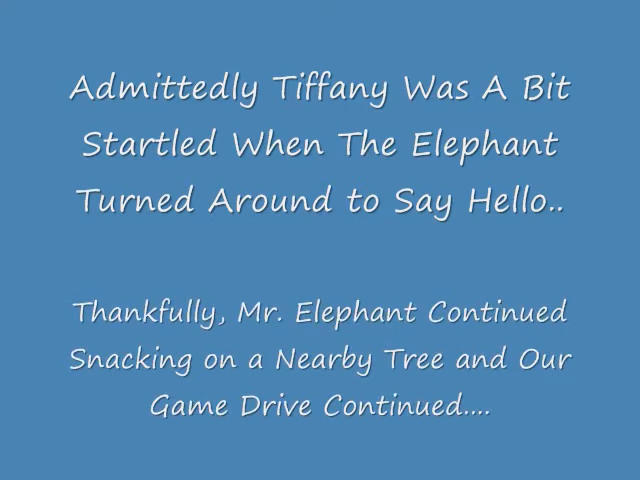 Admittedly Tiffany Was A Bit
Startled When The Elephant
Turned Around to Say Hello..
Thankfully, Mr. Elephant Continued
Snacking on a Nearby Tree and Our
Game Drive Continued....